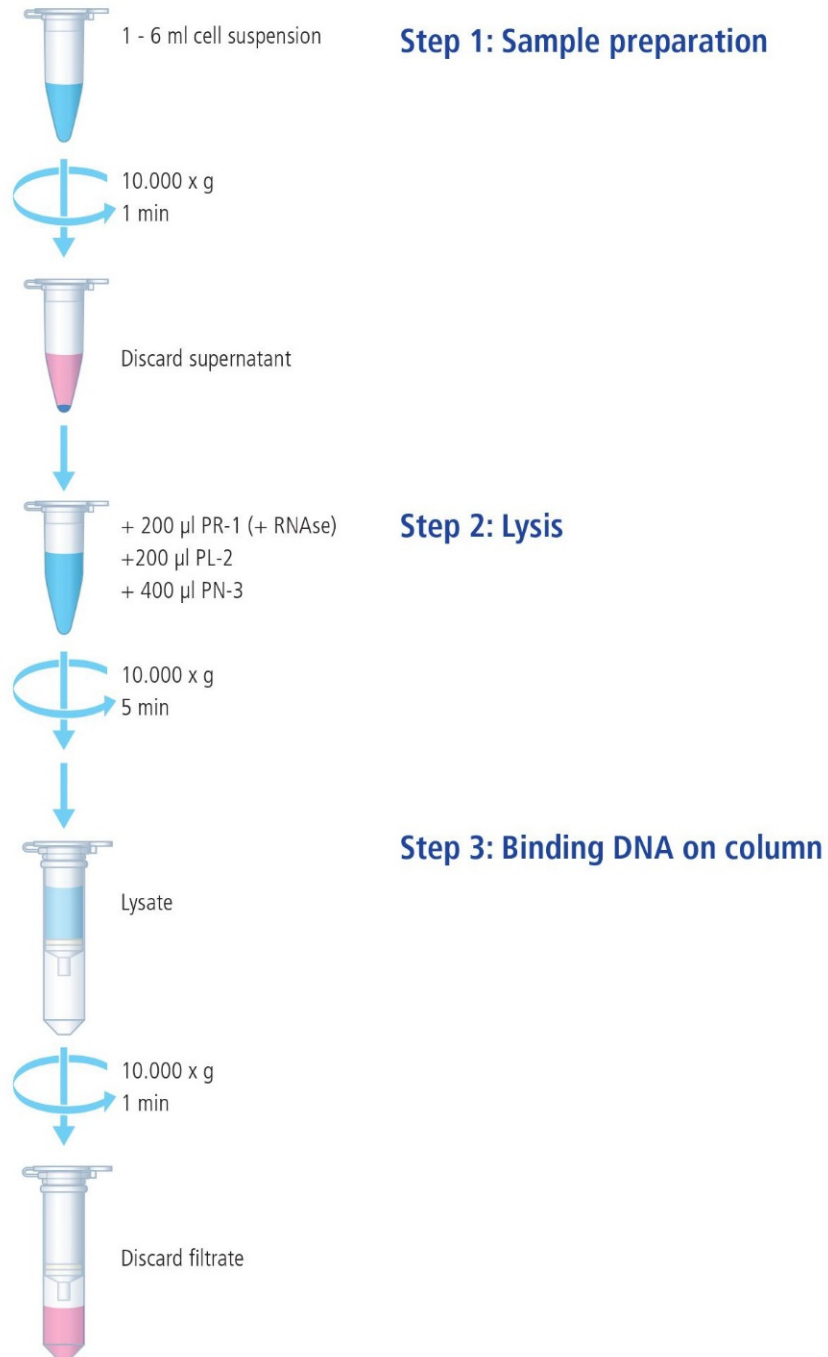 1 - 6 ml cell suspension
Step 1: Sample preparation
10.000 x g
1 min
Discard supernatant
+ 200 µl PR-1 (+ RNAse)
Step 2: Lysis
+200 µl PL-2
+ 400 µl PN-3
10.000 x g
5 min
Step 3: Binding DNA on column
Lysate
10.000 x g
1 min
Discard filtrate